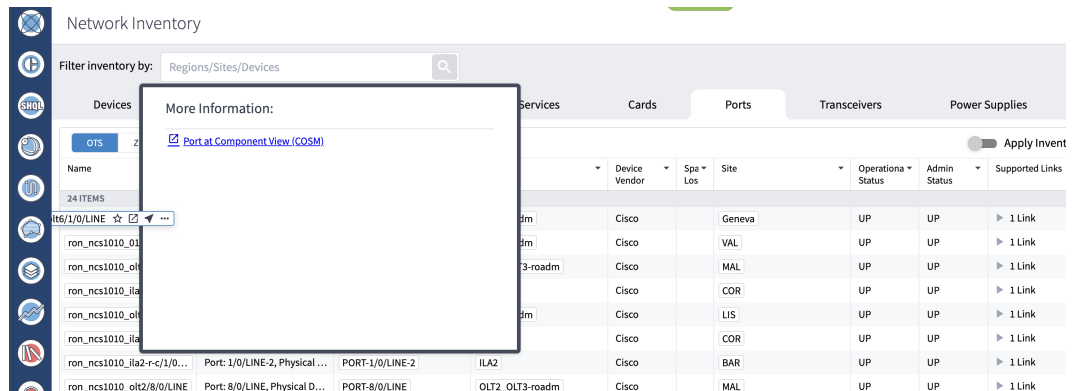 Network Inventory
Filter inventory by: Regions/Sites/Devices
SHQL
Devices Services Cards Ports Transceivers Power Supplies
More Information:
Port at Component View (COSM)
OTS Z Apply Invent
Name Device Vendor Spa Los Site Operationa Status Admin Status Supported Links
24 ITEMS
lt6/1/0/LINE ... dm Cisco Geneva UP UP 1 Link
ron_ncs1010_01 dm Cisco VAL UP UP 1 Link
ron_ncs1010_olt T3-roadm Cisco MAL UP UP 1 Link
ron_ncs1010_ila Cisco COR UP UP 1 Link
ron_ncs1010_olt dm Cisco LIS UP UP 1 Link
ron_ncs1010_ila Cisco COR UP UP 1 Link
ron_ncs1010_ila2-r-c/1/0... Port: 1/0/LINE-2, Physical ... PORT-1/0/LINE-2 ILA2 Cisco BAR UP UP 1 Link
ron_ncs1010_olt2/8/0/LINE Port: 8/0/LINE, Physical D... PORT-8/0/LINE OLT2_OLT3-roadm Cisco MAL UP UP 1 Link